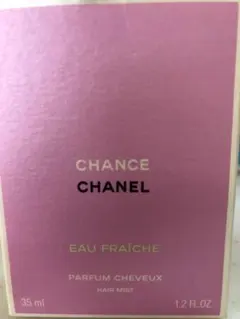 CHANCE
CHANEL
EAU FRAÎCHE
PARFUM CHEVEUX
HAIR MIST
35 ml 1.2 FL.OZ